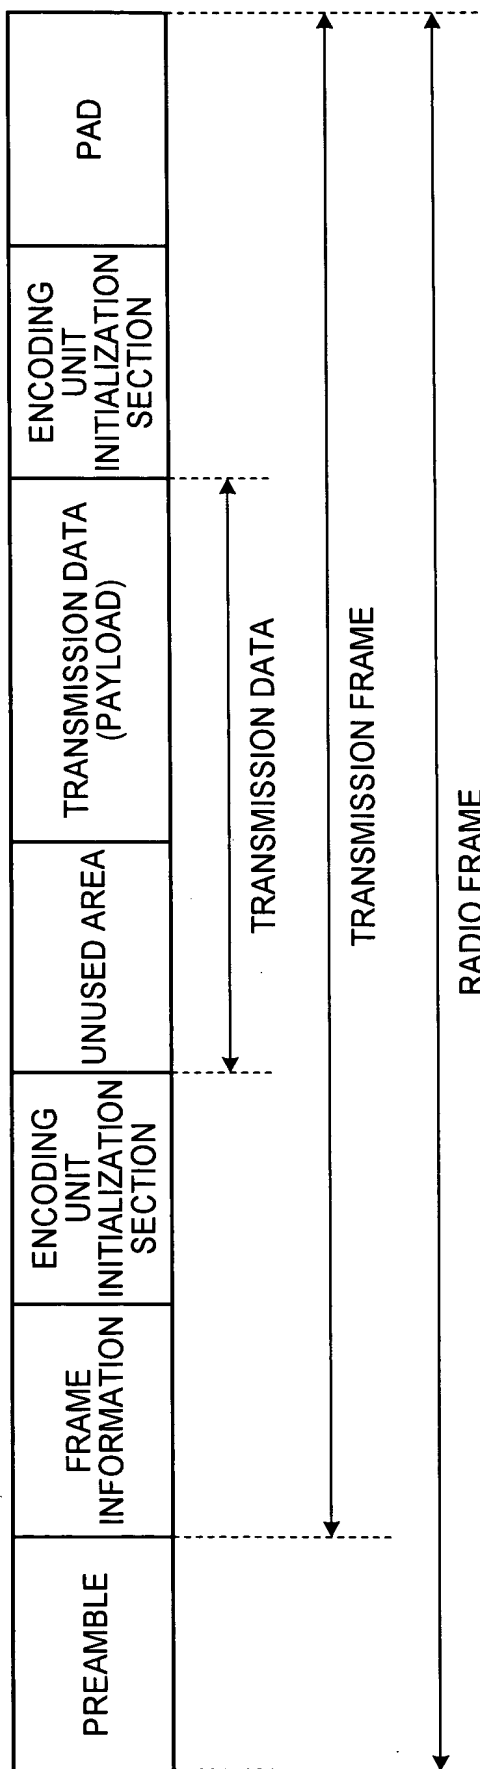 PREAMBLE
FRAME
INFORMATION
ENCODING
UNIT
INITIALIZATION
SECTION
UNUSED AREA
TRANSMISSION DATA
(PAYLOAD)
ENCODING
UNIT
INITIALIZATION
SECTION
PAD
TRANSMISSION DATA
TRANSMISSION FRAME
RADIO FRAME